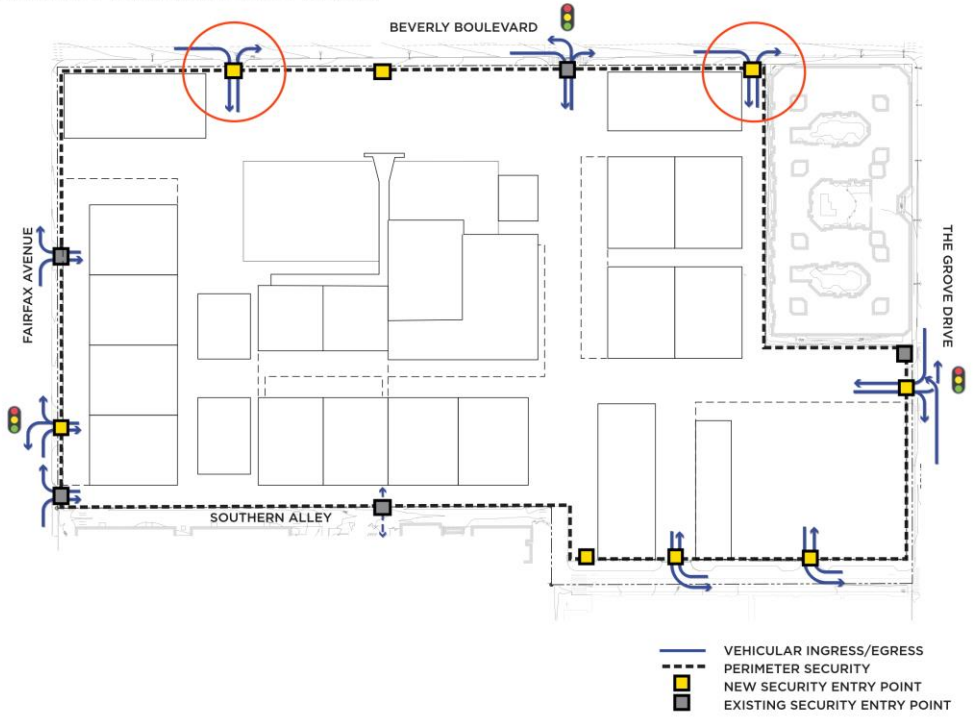 BEVERLY BOULEVARD
FAIRFAX AVENUE
THE GROVE DRIVE
SOUTHERN ALLEY
VEHICULAR INGRESS/EGRESS
PERIMETER SECURITY
NEW SECURITY ENTRY POINT
EXISTING SECURITY ENTRY POINT